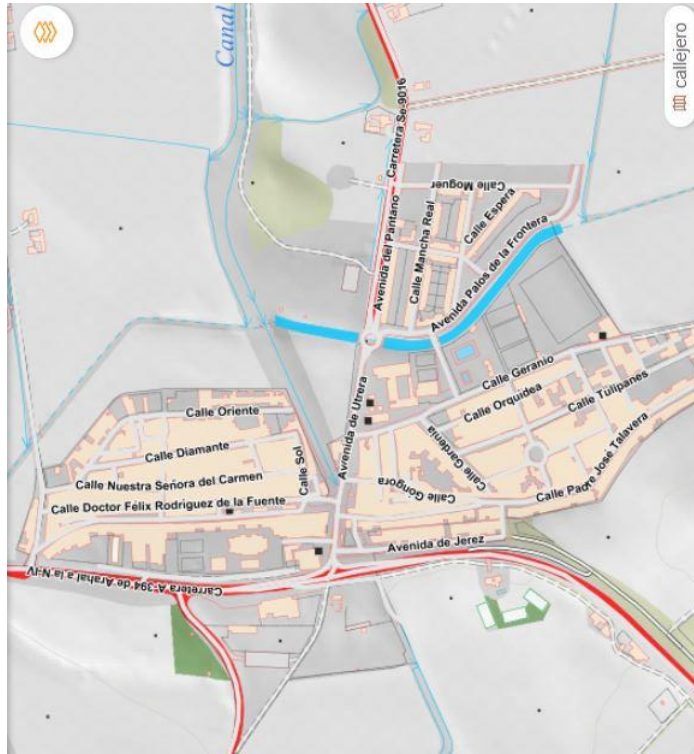 Canal
callejero
Carretera Se-9016
Calle Moguer
Avenida del Pantano
Calle Mancha Real
Calle Espera
Avenida Palos de la Frontera
Calle Geranio
Avenida de Utrera
Calle Orquidea
Calle Tulipanes
Calle Oriente
Calle Gardenia
Calle Diamante
Calle Sol
Calle Nuestra Señora del Carmen
Calle Gongora
Calle Padre José Talavera
Calle Doctor Félix Rodriguez de la Fuente
Avenida de Jerez
Carretera A-394 de Arahal a la N-IV